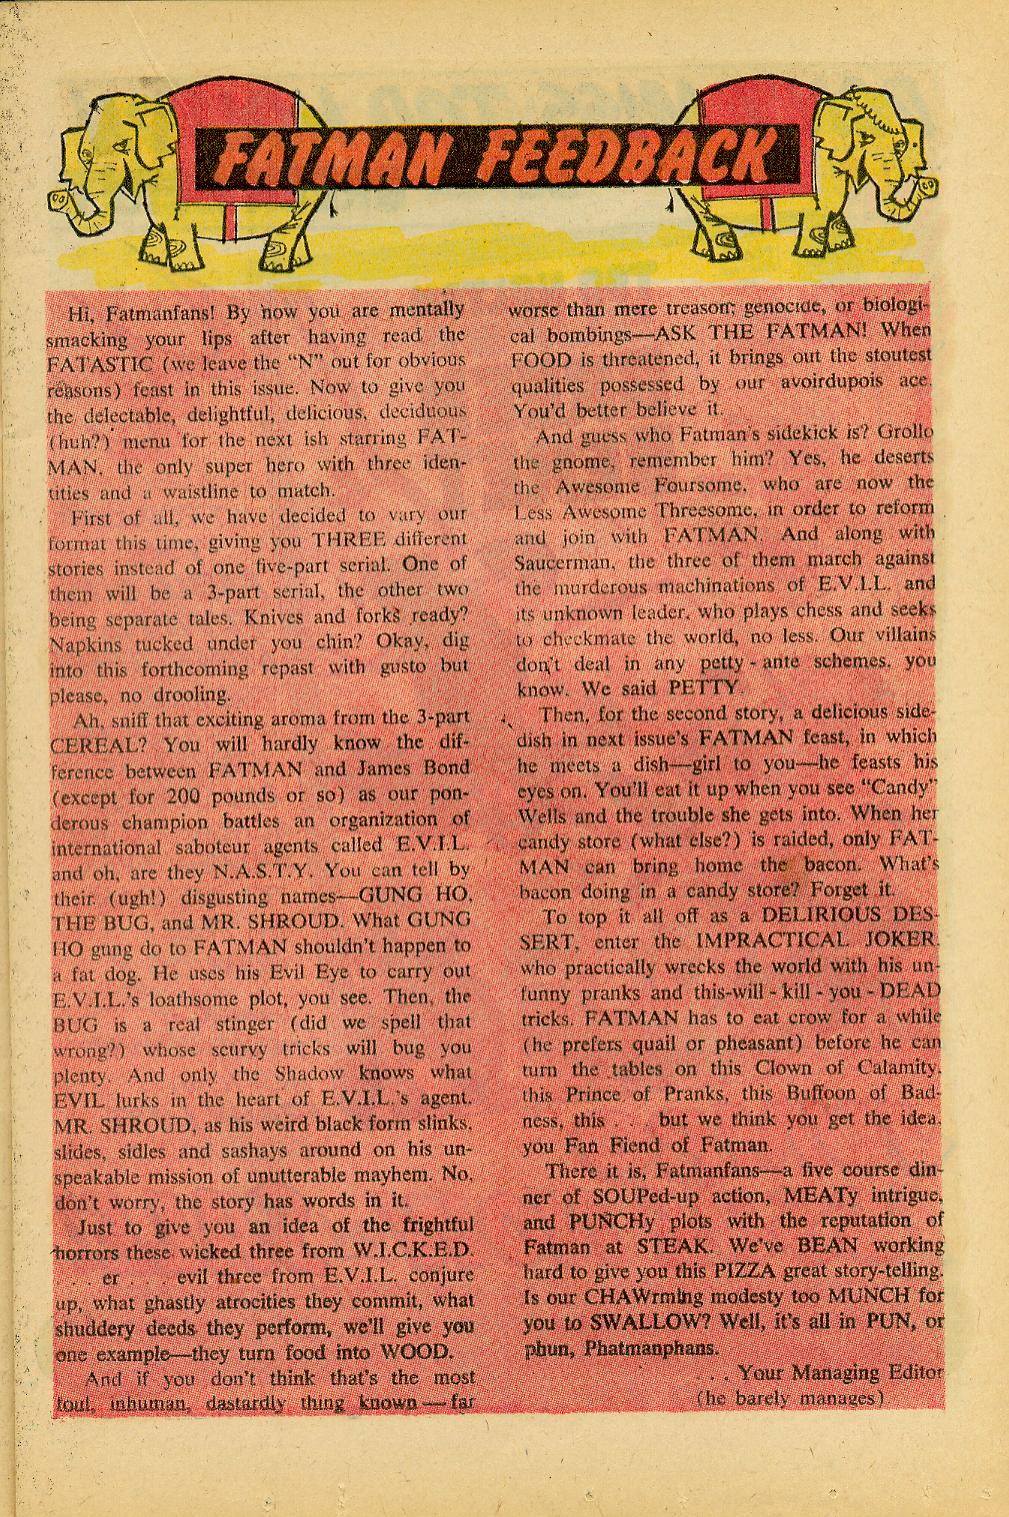 FATMAN FEEDBACK
Hi, Fatmanfans! By now you are mentally
smacking your lips after having read the
FATASTIC (we leave the "N" out for obvious
reasons) feast in this issue. Now to give you
the delectable, delightful, delicious, deciduous
(huh?) menu for the next ish starring FAT-
MAN, the only super hero with three iden-
tities and a waistline to match.
First of all, we have decided to vary our
format this time, giving you THREE different
stories instead of one five-part serial. One of
them will be a 3-part serial, the other two
being separate tales. Knives and forks ready?
Napkins tucked under you chin? Okay, dig
into this forthcoming repast with gusto but
please, no drooling.
Ah, sniff that exciting aroma from the 3-part
CEREAL? You will hardly know the dif-
ference between FATMAN and James Bond
(except for 200 pounds or so) as our pon-
derous champion battles an organization of
international saboteur agents called E.V.I.L.
and oh, are they N.A.S.T.Y. You can tell by
their (ugh!) disgusting names—GUNG HO,
THE BUG, and MR. SHROUD. What GUNG
HO gung do to FATMAN shouldn't happen to
a fat dog. He uses his Evil Eye to carry out
E.V.I.L.'s loathsome plot, you see. Then, the
BUG is a real stinger (did we spell that
wrong?) whose scurvy tricks will bug you
plenty. And only the Shadow knows what
EVIL lurks in the heart of E.V.I.L.'s agent,
MR. SHROUD, as his weird black form slinks,
slides, sidles and sashays around on his un-
speakable mission of unutterable mayhem. No,
don't worry, the story has words in it.
Just to give you an idea of the frightful
horrors these wicked three from W.I.C.K.E.D.
. . . er . . . evil three from E.V.I.L. conjure
up, what ghastly atrocities they commit, what
shuddery deeds they perform, we'll give you
one example—they turn food into WOOD.
And if you don't think that's the most
foul, inhuman, dastardly thing known — far
worse than mere treason; genocide, or biologi-
cal bombings—ASK THE FATMAN! When
FOOD is threatened, it brings out the stoutest
qualities possessed by our avoirdupois ace.
You'd better believe it.
And guess who Fatman's sidekick is? Grollo
the gnome, remember him? Yes, he deserts
the Awesome Foursome, who are now the
Less Awesome Threesome, in order to reform
and join with FATMAN. And along with
Saucerman, the three of them march against
the murderous machinations of E.V.I.L. and
its unknown leader, who plays chess and seeks
to checkmate the world, no less. Our villains
don't deal in any petty - ante schemes, you
know. We said PETTY.
Then, for the second story, a delicious side-
dish in next issue's FATMAN feast, in which
he meets a dish—girl to you—he feasts his
eyes on. You'll eat it up when you see "Candy"
Wells and the trouble she gets into. When her
candy store (what else?) is raided, only FAT-
MAN can bring home the bacon. What's
bacon doing in a candy store? Forget it.
To top it all off as a DELIRIOUS DES-
SERT, enter the IMPRACTICAL JOKER,
who practically wrecks the world with his un-
funny pranks and this-will - kill - you - DEAD
tricks. FATMAN has to eat crow for a while
(he prefers quail or pheasant) before he can
turn the tables on this Clown of Calamity,
this Prince of Pranks, this Buffoon of Bad-
ness, this . . . but we think you get the idea,
you Fan Fiend of Fatman.
There it is, Fatmanfans—a five course din-
ner of SOUPed-up action, MEATy intrigue,
and PUNCHy plots with the reputation of
Fatman at STEAK. We've BEAN working
hard to give you this PIZZA great story-telling.
Is our CHAWrming modesty too MUNCH for
you to SWALLOW? Well, it's all in PUN, or
phun, Phatmanphans.
. . . Your Managing Editor
(he barely manages)